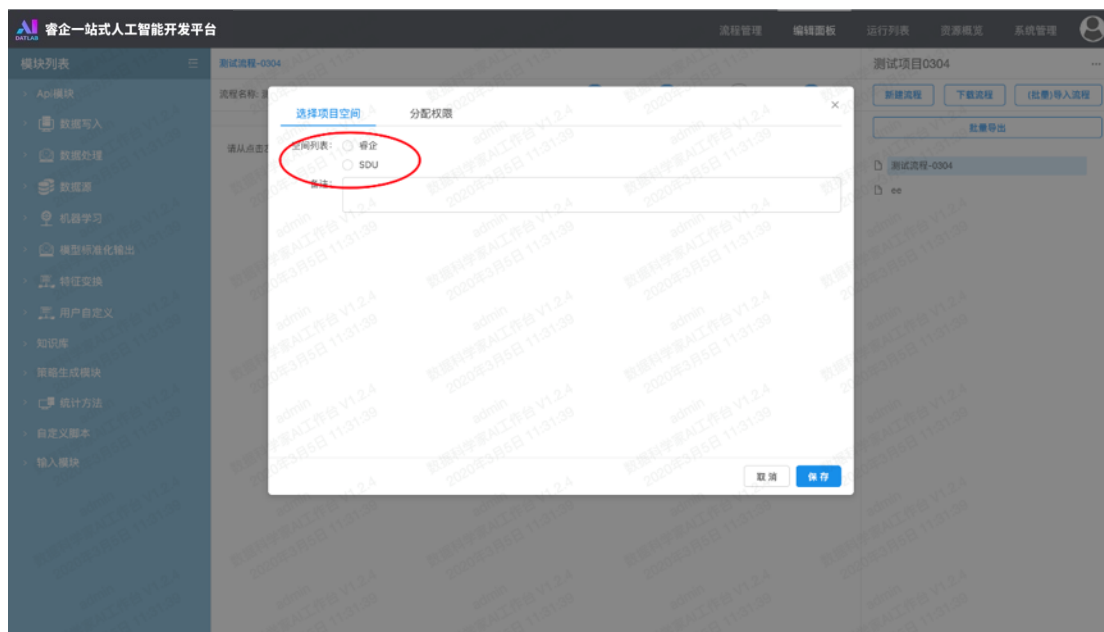 DATLAB 睿企一站式人工智能开发平台
流程管理 编辑面板 运行列表 资源概览 系统管理
模块列表
Api模块
数据写入
数据处理
数据源
机器学习
模型标准化输出
特征变换
用户自定义
知识库
策略生成模块
统计方法
自定义脚本
输入模块
测试流程-0304
流程名称: 测
请从点击左
选择项目空间 分配权限
×
空间列表: 睿企
SDU
备注:
取消 保存
测试项目0304
新建流程 下载流程 (批量)导入流程
批量导出
测试流程-0304
ee
admin
数据科学家AI工作台 V1.2.4
2020年3月5日 11:31:39